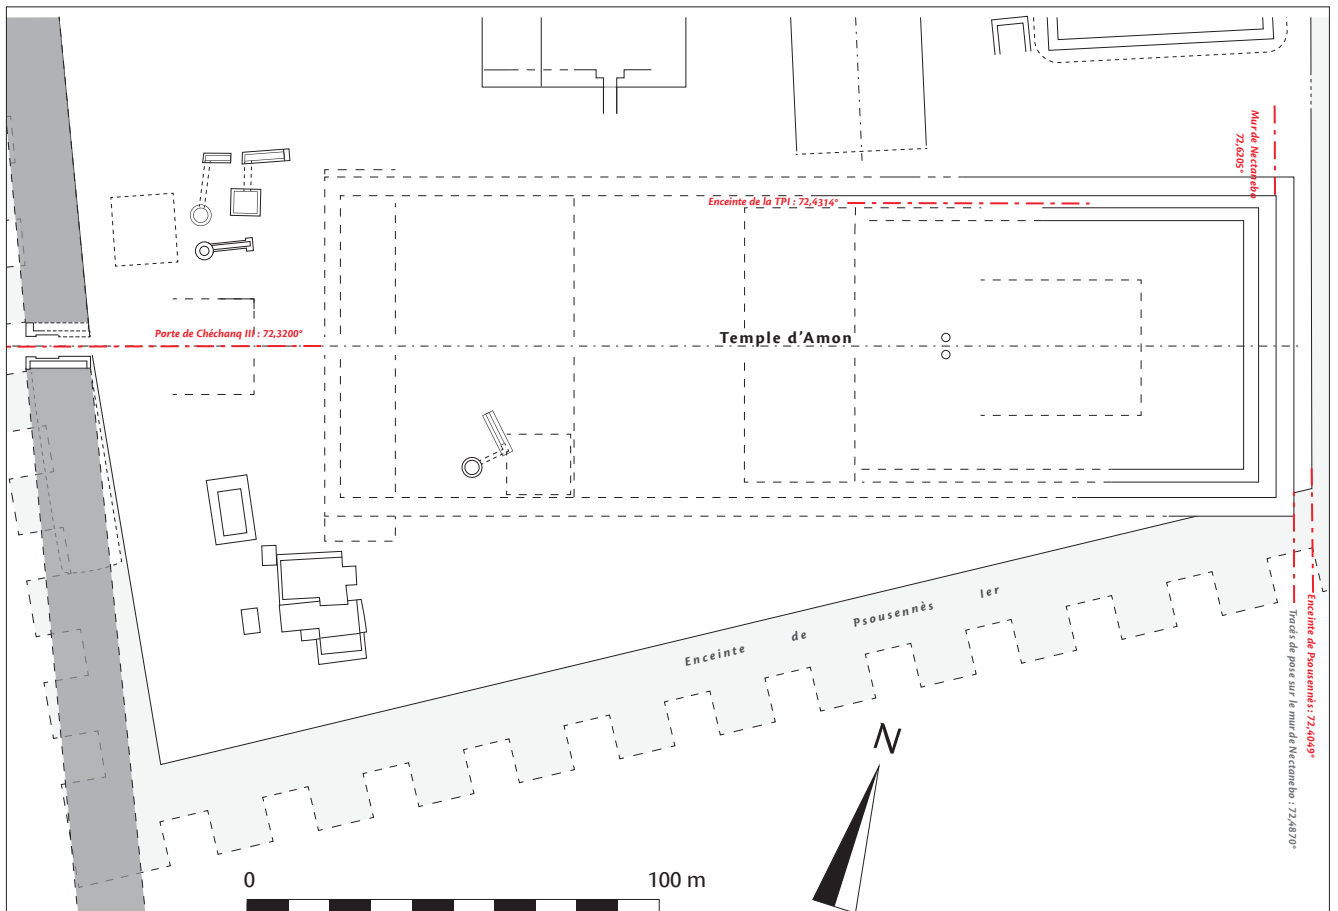 Mur de Nectanebo
72,6205°
Enceinte de la TPI : 72,4314°
Porte de Chéchanq III : 72,3200°
Temple d'Amon
Enceinte de Psousennès Ier
Enceinte de Psousennès : 72,4049°
Tracés de pose sur le mur de Nectanebo : 72,4870°
N
0 100 m